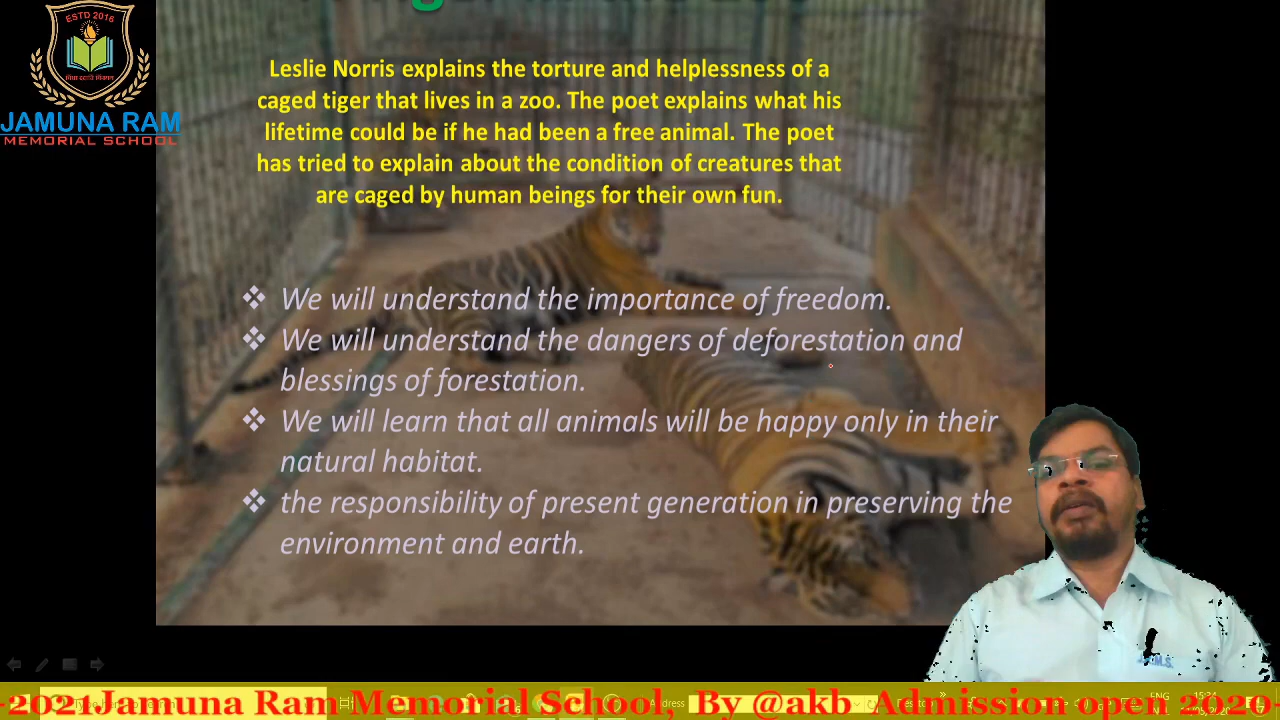 ESTD 2016
JAMUNA RAM
MEMORIAL SCHOOL
Leslie Norris explains the torture and helplessness of a
caged tiger that lives in a zoo. The poet explains what his
lifetime could be if he had been a free animal. The poet
has tried to explain about the condition of creatures that
are caged by human beings for their own fun.
❖ We will understand the importance of freedom.
❖ We will understand the dangers of deforestation and
blessings of forestation.
❖ We will learn that all animals will be happy only in their
natural habitat.
❖ the responsibility of present generation in preserving the
environment and earth.
-2021Jamuna Ram Memorial School, By @akb Admission open 2020-
Address
ENG
15:24